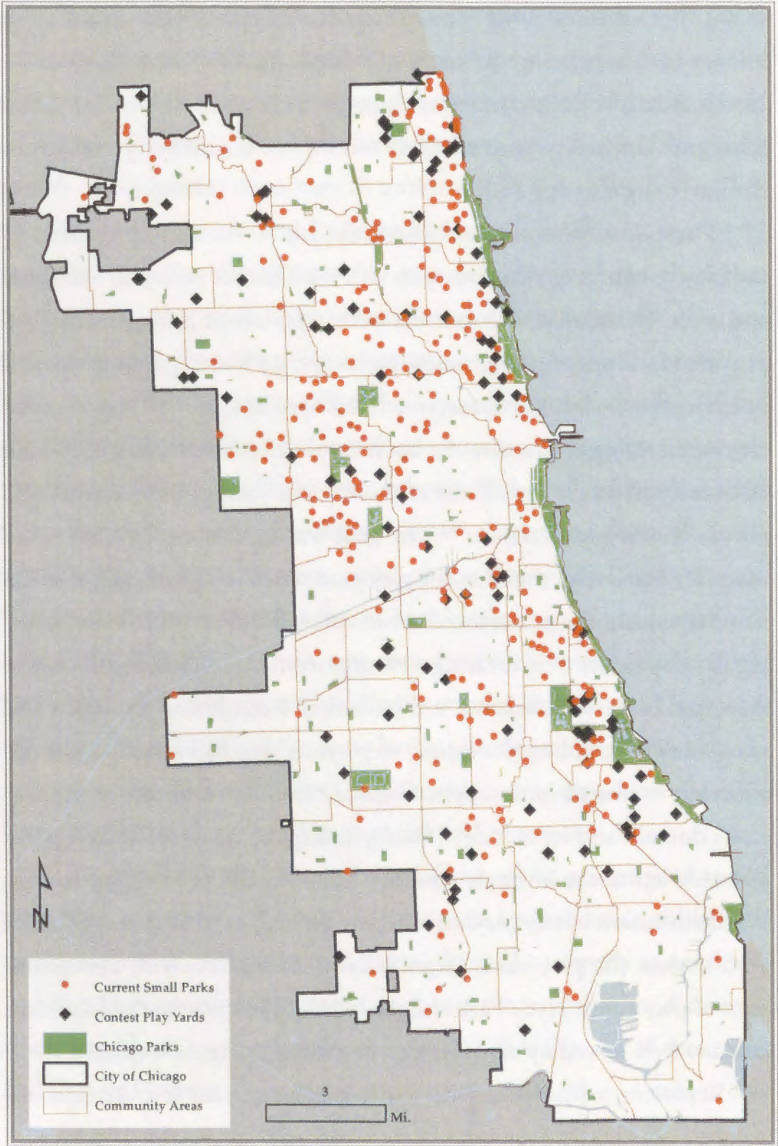 N
Current Small Parks
Contest Play Yards
Chicago Parks
City of Chicago
Community Areas
3
Mi.